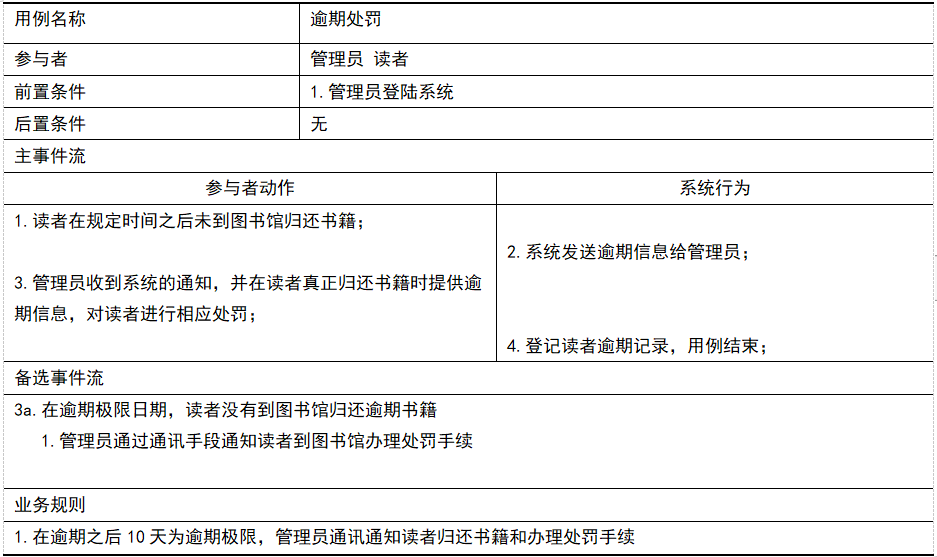 用例名称 逾期处罚
参与者 管理员 读者
前置条件 1.管理员登陆系统
后置条件 无
主事件流
参与者动作 系统行为
1.读者在规定时间之后未到图书馆归还书籍；
2.系统发送逾期信息给管理员；
3.管理员收到系统的通知，并在读者真正归还书籍时提供逾
期信息，对读者进行相应处罚；
4.登记读者逾期记录，用例结束；
备选事件流
3a.在逾期极限日期，读者没有到图书馆归还逾期书籍
1.管理员通过通讯手段通知读者到图书馆办理处罚手续
业务规则
1.在逾期之后10天为逾期极限，管理员通讯通知读者归还书籍和办理处罚手续